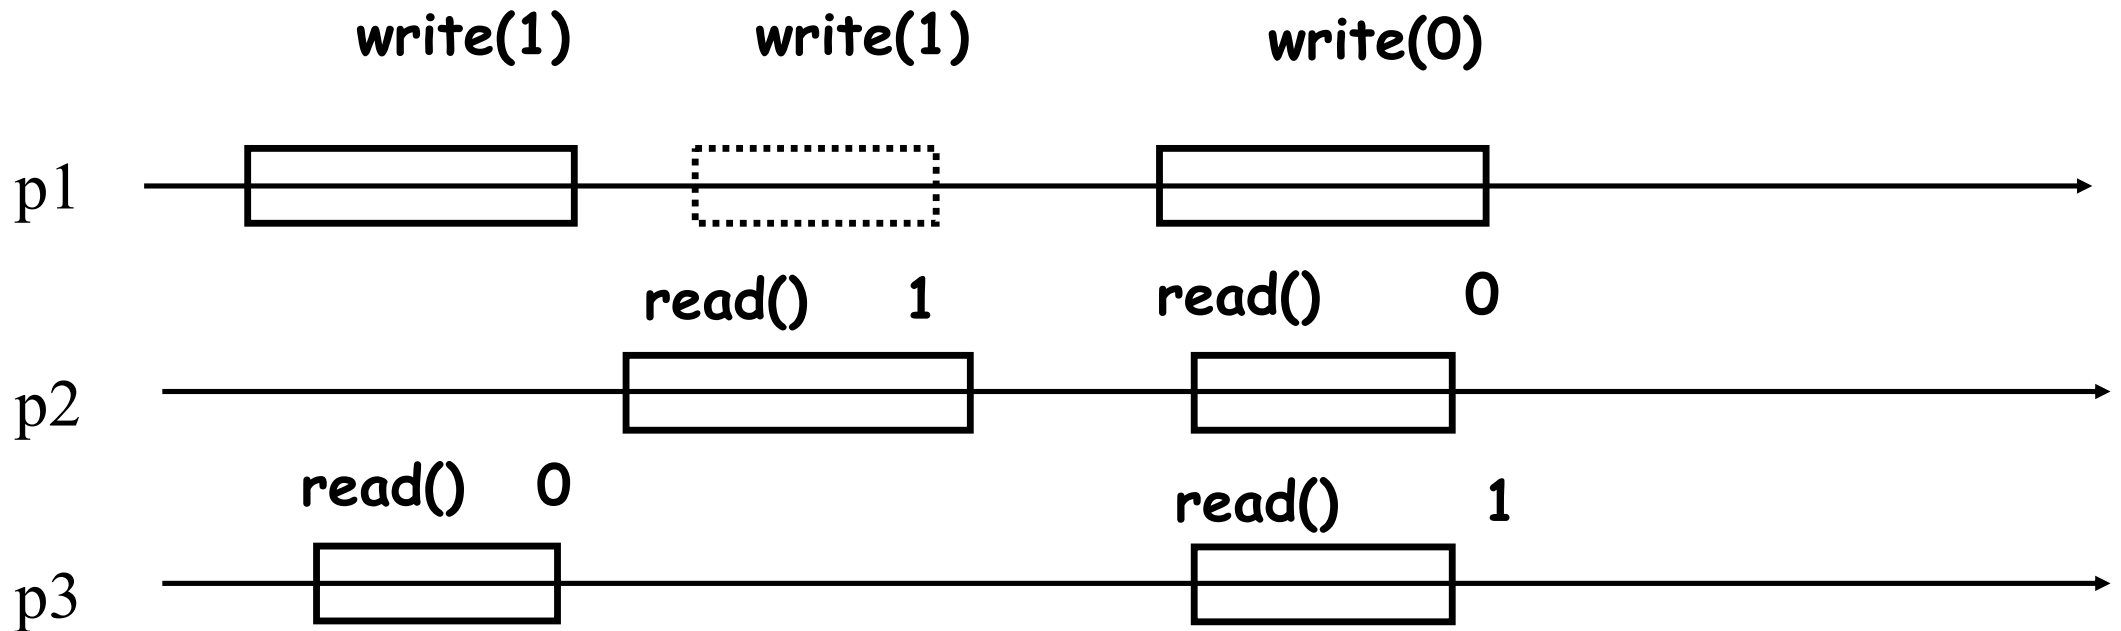 write(1) write(1) write(0)
p1
read() 1 read() 0
p2
read() 0 read() 1
p3